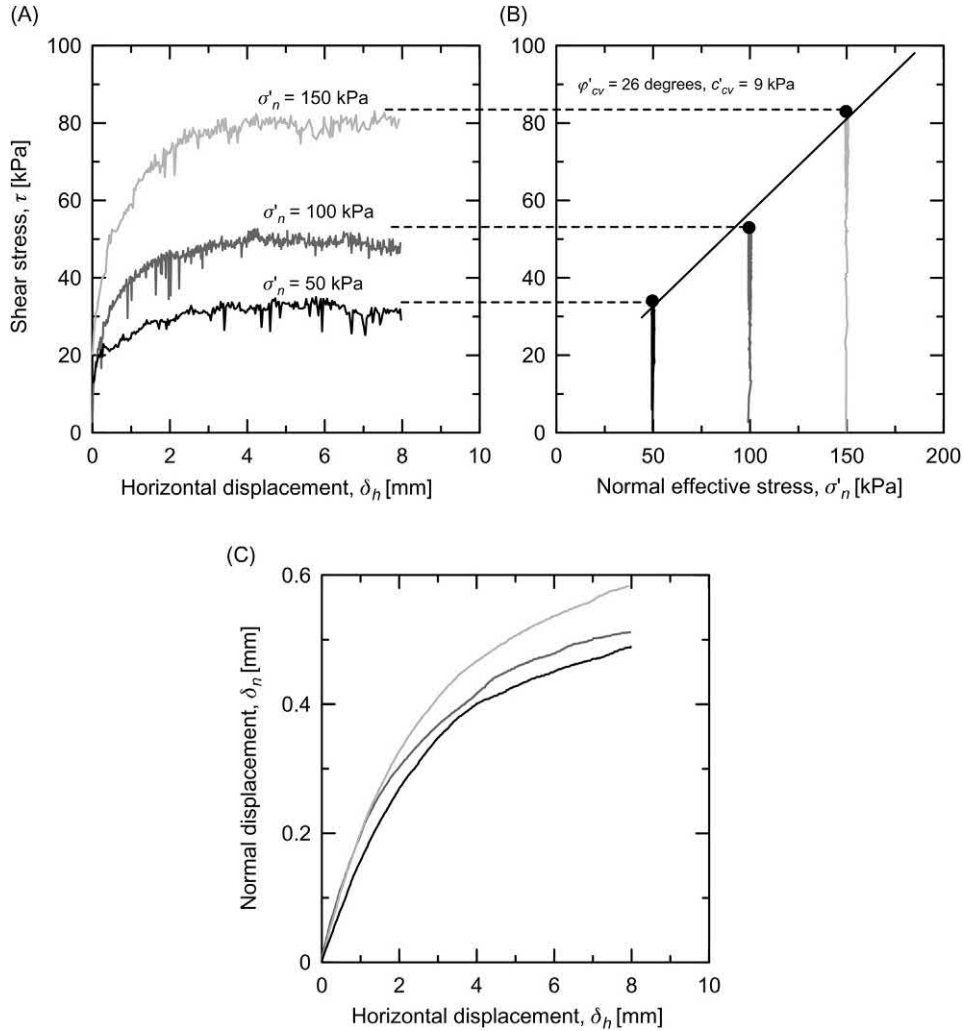 (A)
100
80
60
40
20
0
Shear stress, τ [kPa]
σ'n = 150 kPa
σ'n = 100 kPa
σ'n = 50 kPa
0 2 4 6 8 10
Horizontal displacement, δh [mm]
(B)
100
80
60
40
20
0
φ'cv = 26 degrees, c'cv = 9 kPa
0 50 100 150 200
Normal effective stress, σ'n [kPa]
(C)
0.6
0.4
0.2
0
Normal displacement, δn [mm]
0 2 4 6 8 10
Horizontal displacement, δh [mm]